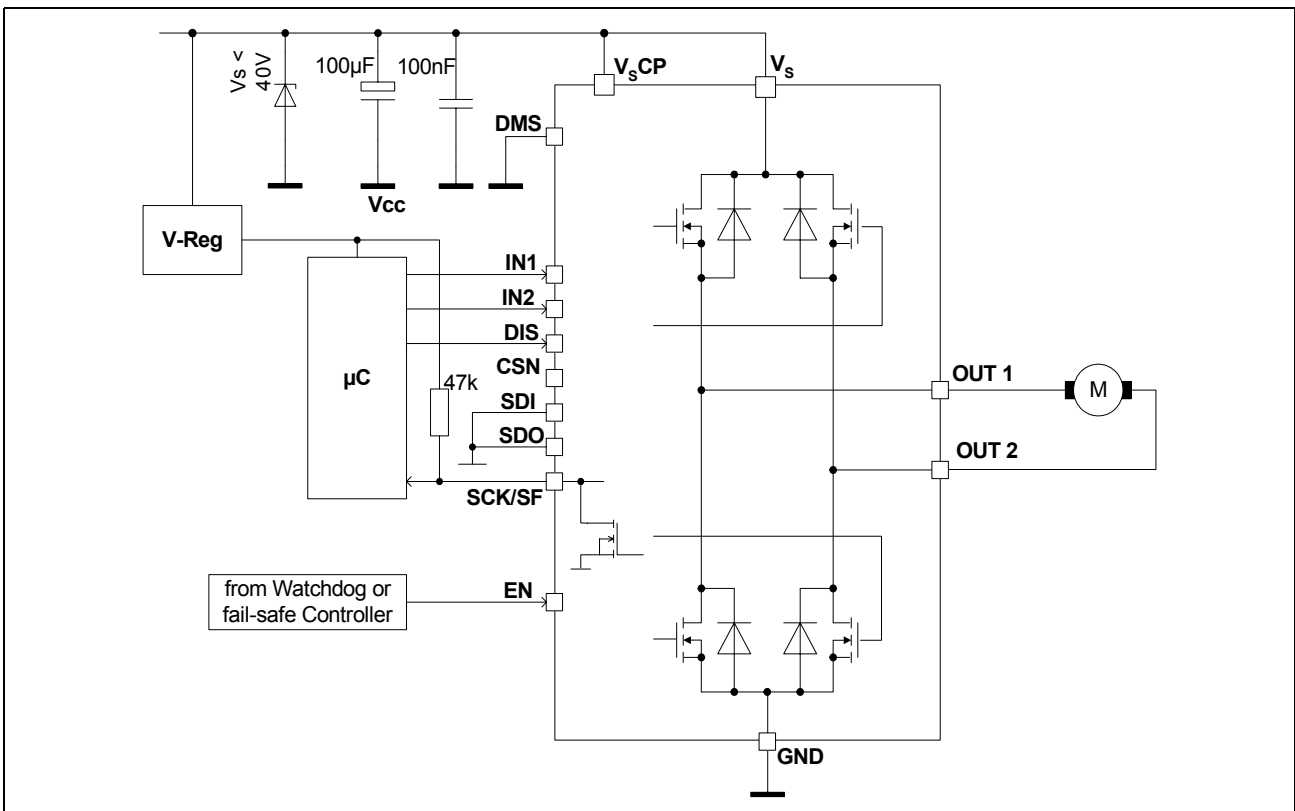 Vs <
40V
100µF
100nF
VSCP
VS
DMS
Vcc
V-Reg
IN1
IN2
DIS
CSN
µC
47k
SDI
SDO
SCK/SF
OUT 1
M
OUT 2
from Watchdog or
fail-safe Controller
EN
GND